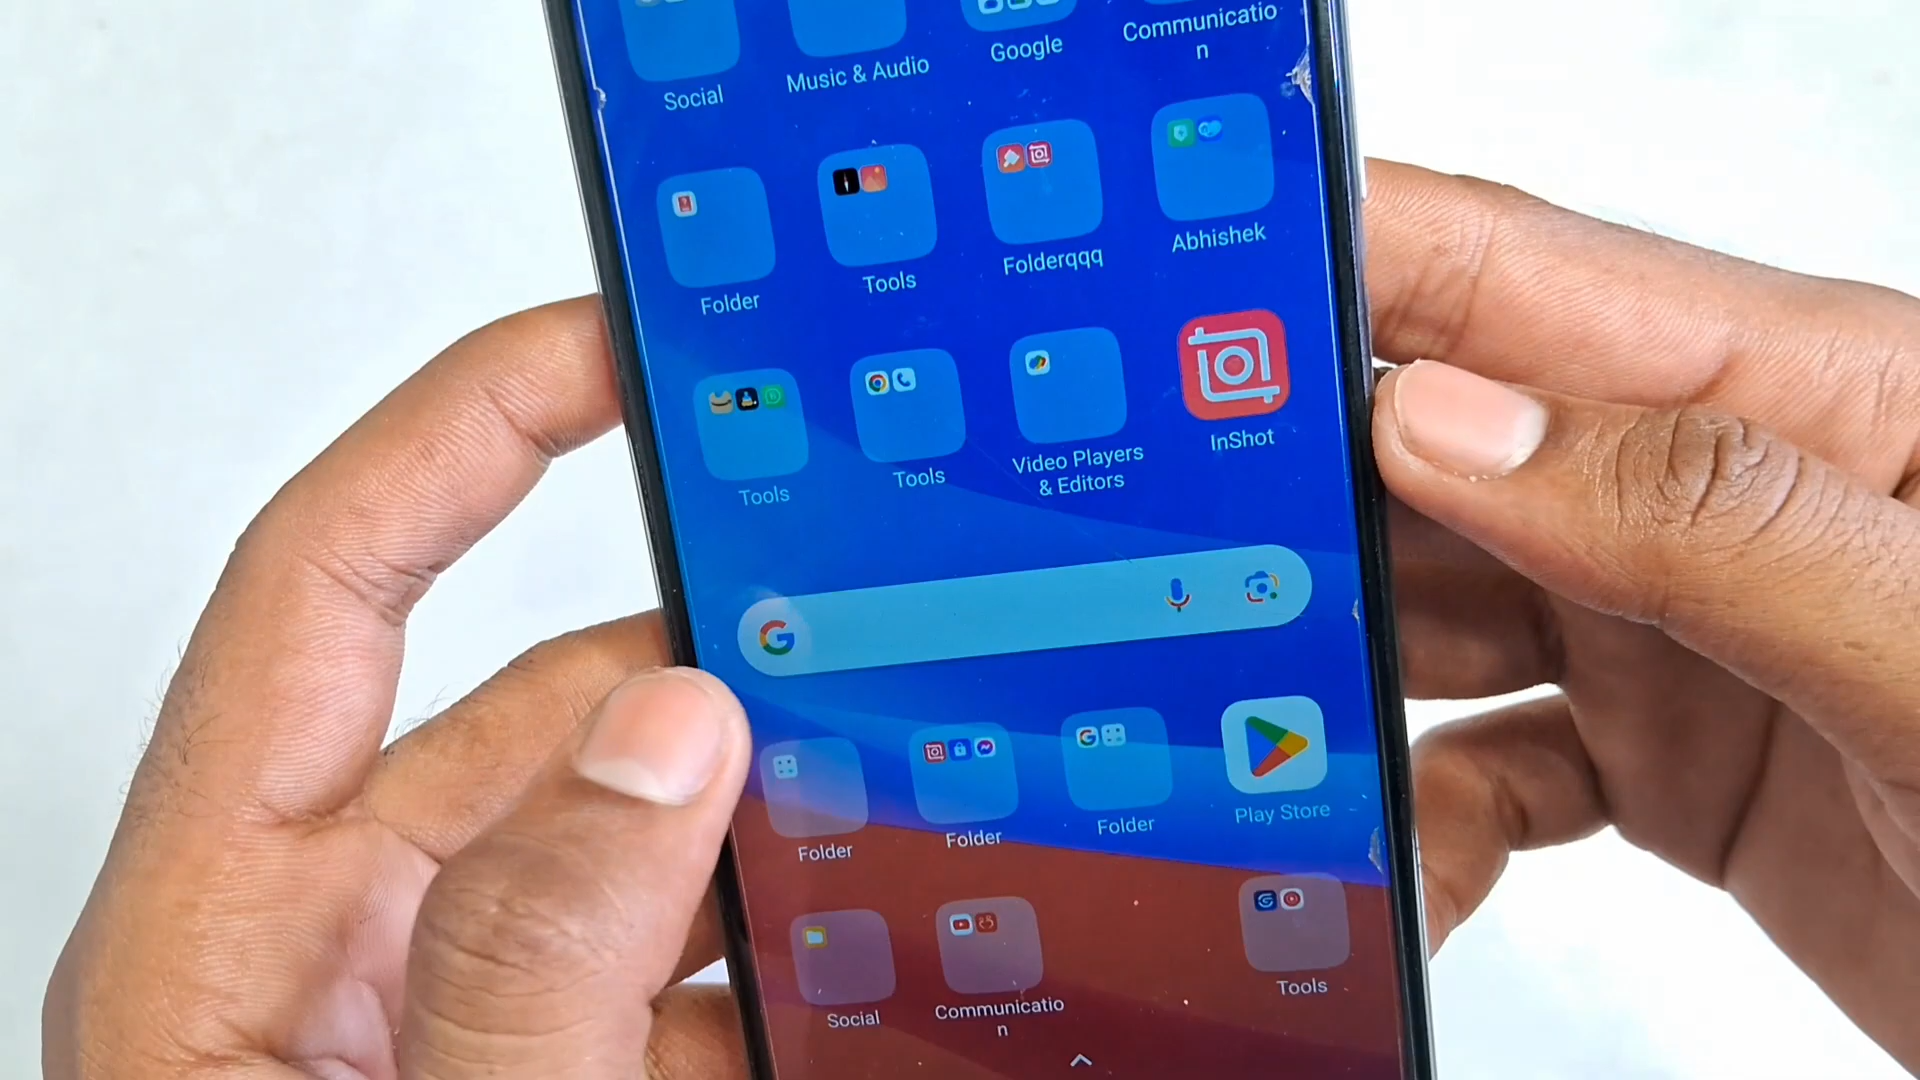 Social
Music & Audio
Google
Communicatio
n
Folder
Tools
Folderqqq
Abhishek
Tools
Tools
Video Players
& Editors
InShot
Folder
Folder
Folder
Play Store
Social
Communicatio
n
Tools